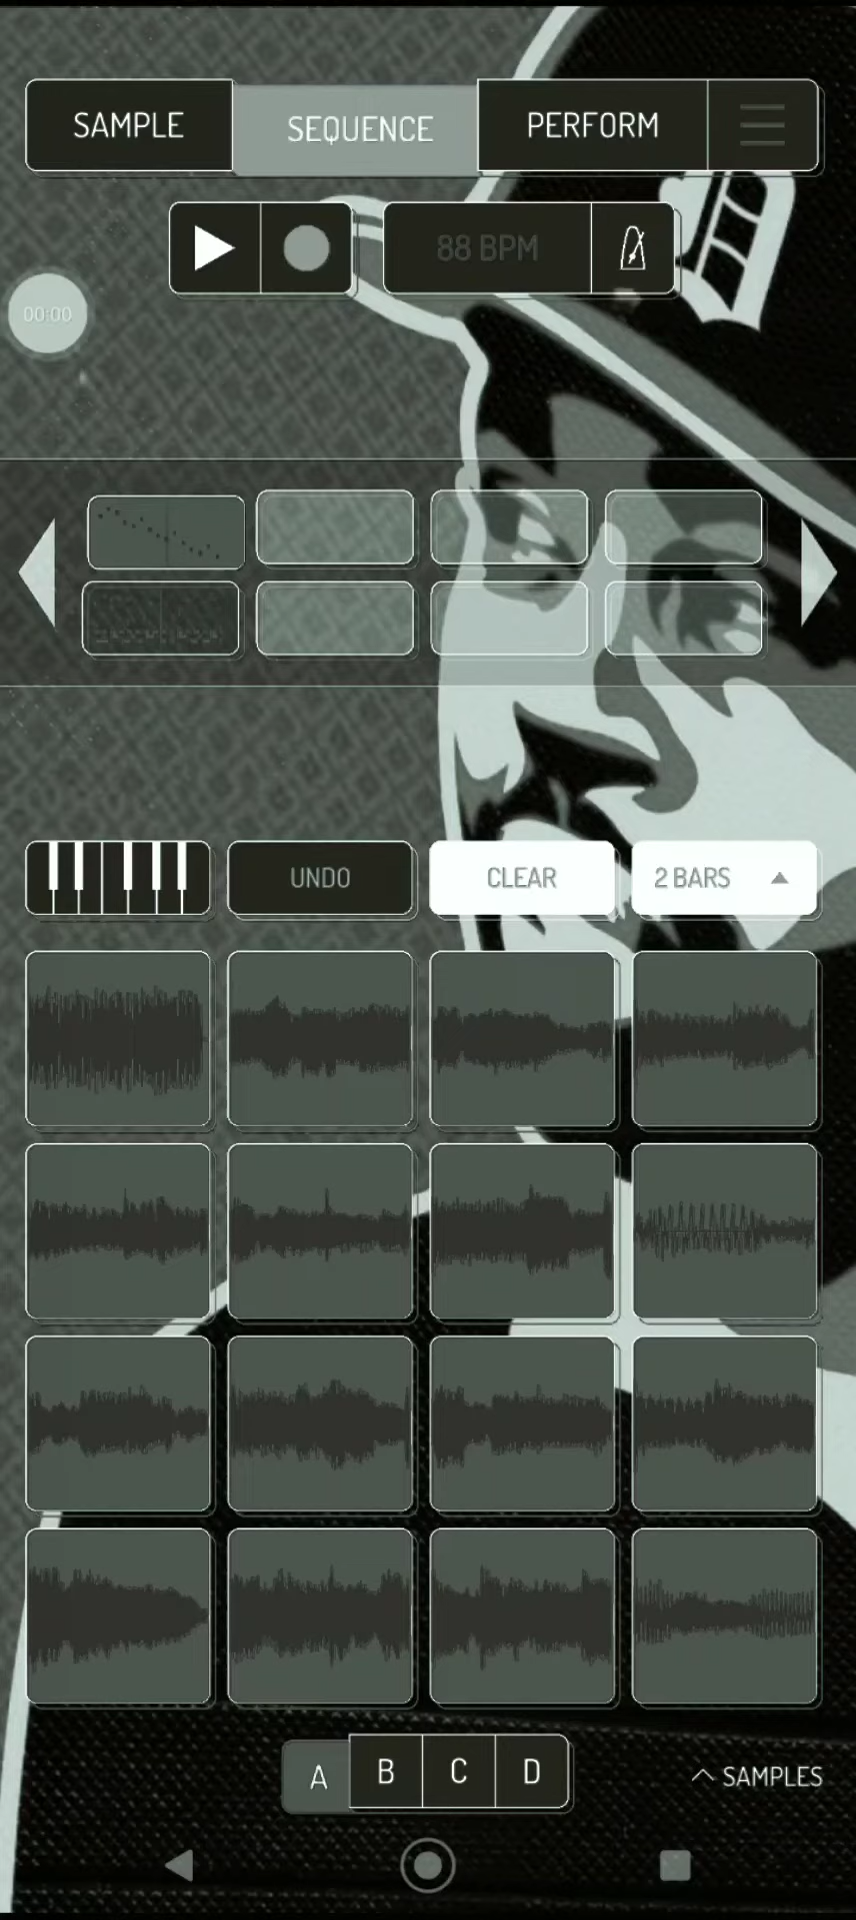 SAMPLE SEQUENCE PERFORM
88 BPM
00:00
UNDO CLEAR 2 BARS
A B C D SAMPLES